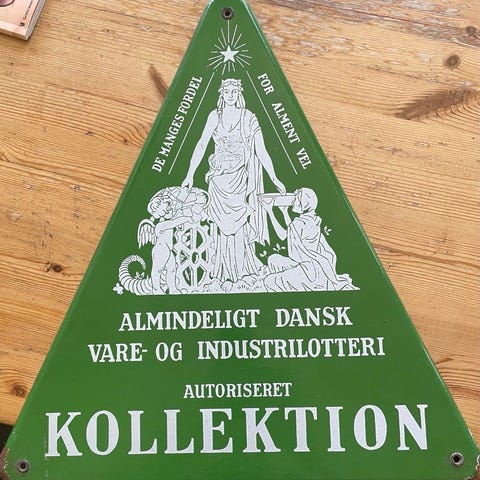 DE MANGES FORDEL
FOR ALMENT VEL
ALMINDELIGT DANSK
VARE- OG INDUSTRILOTTERI
AUTORISERET
KOLLEKTION